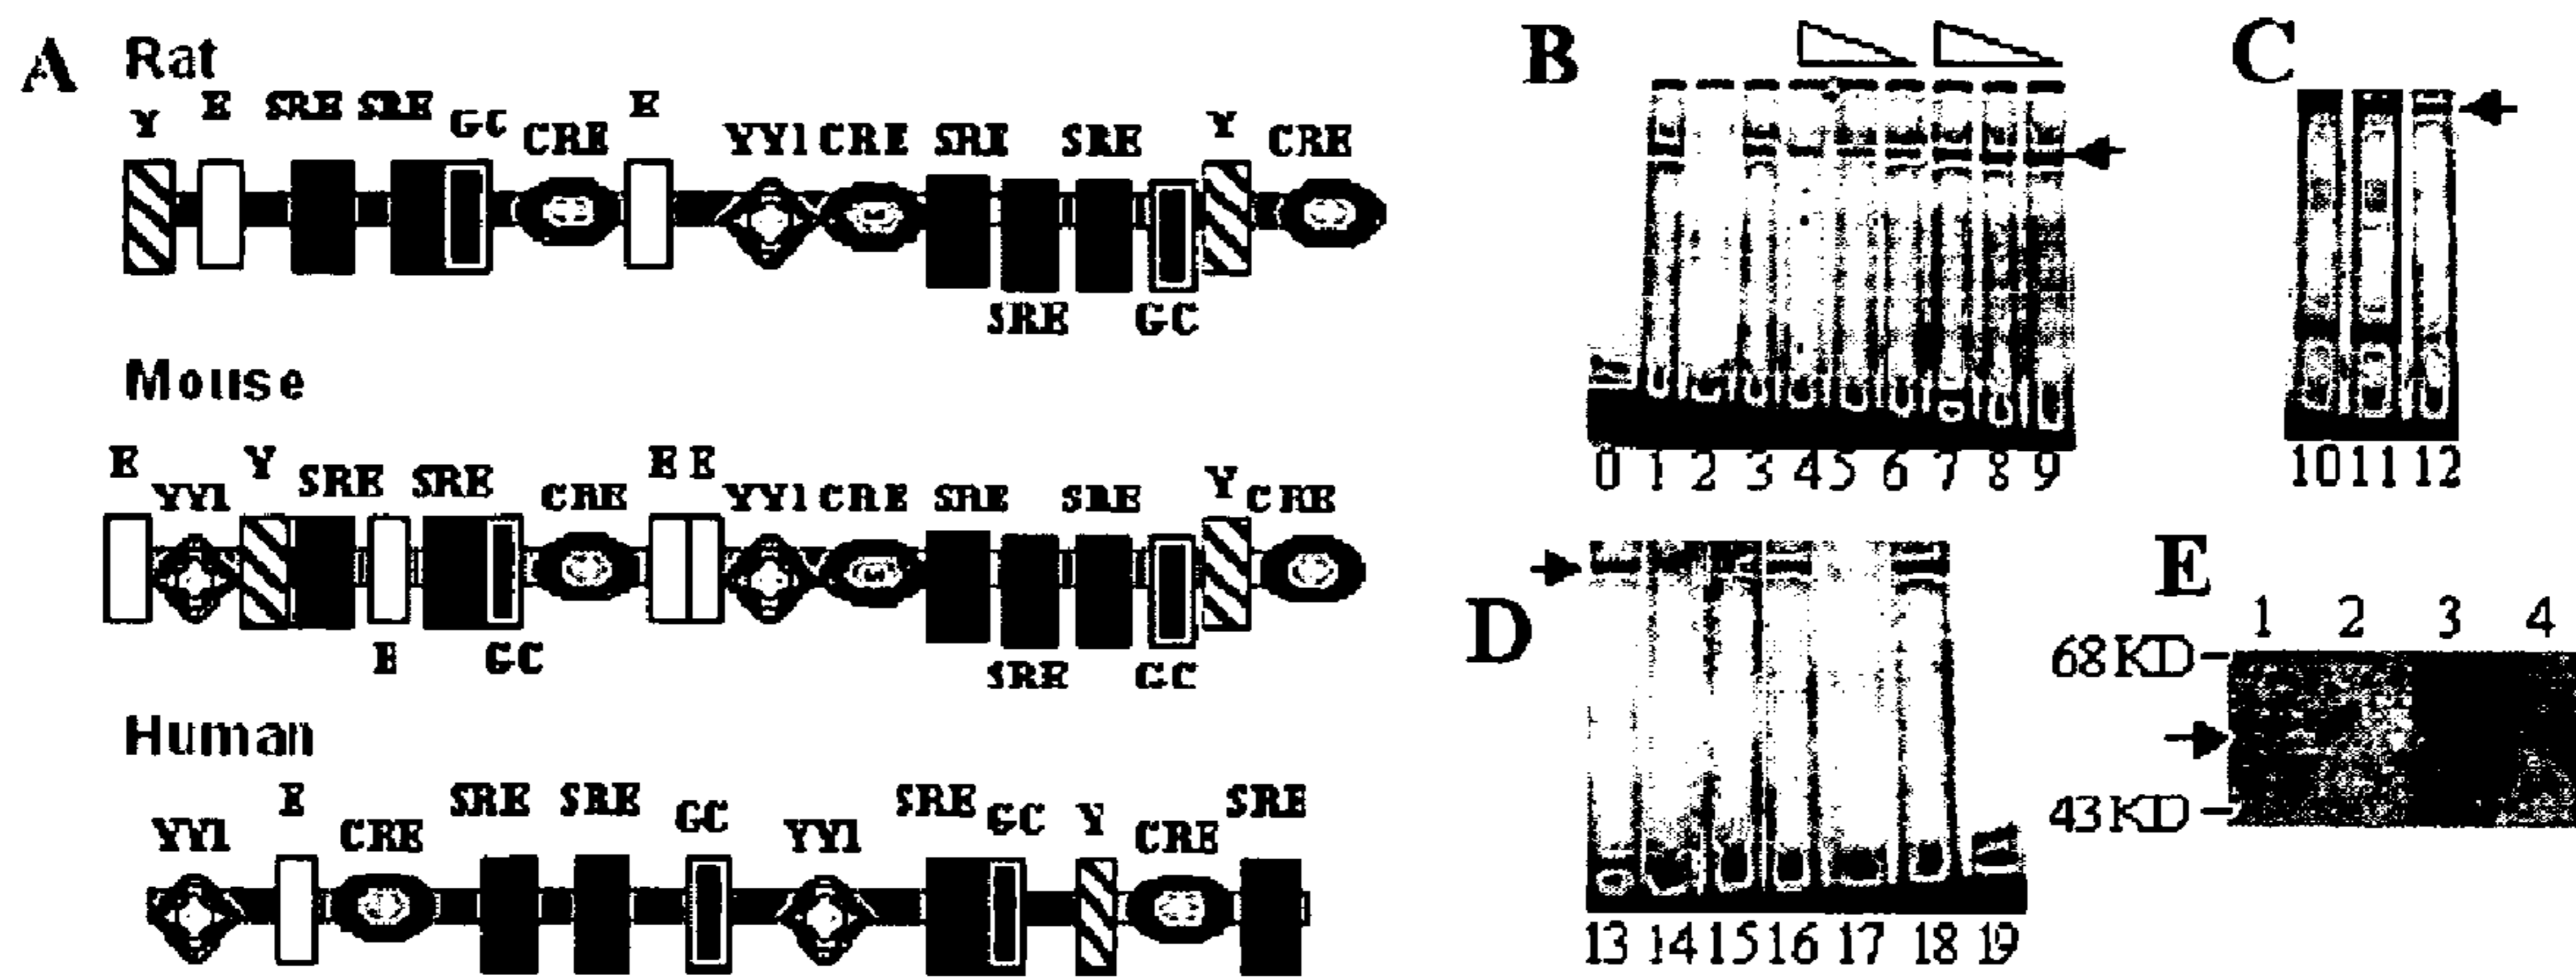 A Rat
Y E SRE SRE GC CRE E YY1 CRE SRE SRE Y CRE
SRE GC
Mouse
E YY1 Y SRE SRE CRE E E YY1 CRE SRE SRE Y CRE
E GC SRE GC
Human
YY1 E CRE SRE SRE GC YY1 SRE GC Y CRE SRE
B
0 1 2 3 4 5 6 7 8 9
C
10 11 12
D
13 14 15 16 17 18 19
E
1 2 3 4
68KD
43KD